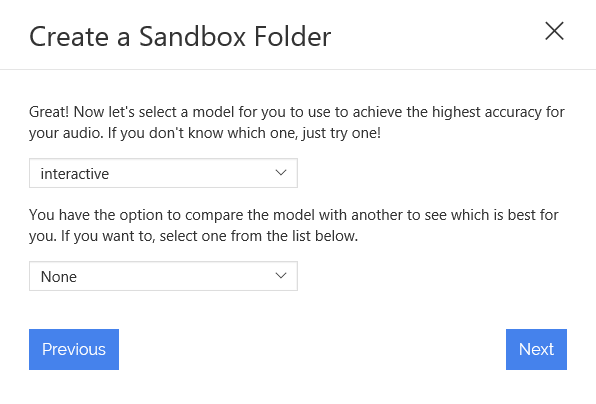 Create a Sandbox Folder
Great! Now let's select a model for you to use to achieve the highest accuracy for
your audio. If you don't know which one, just try one!
interactive
You have the option to compare the model with another to see which is best for
you. If you want to, select one from the list below.
None
Previous
Next